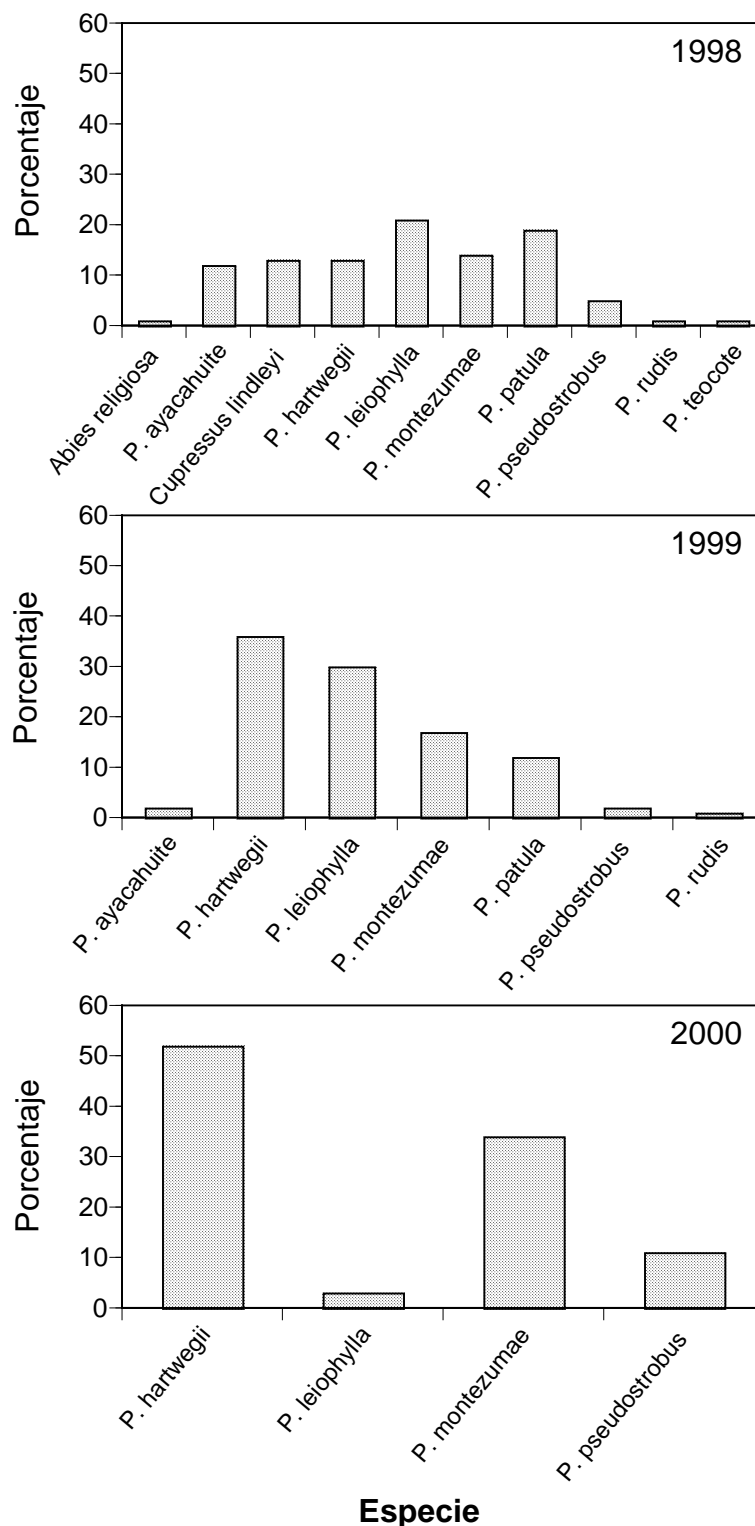 60
50
40
30
20
10
0
Porcentaje
1998
Abies religiosa
P. ayacahuite
Cupressus lindleyi
P. hartwegii
P. leiophylla
P. montezumae
P. patula
P. pseudostrobus
P. rudis
P. teocote
60
50
40
30
20
10
0
Porcentaje
1999
P. ayacahuite
P. hartwegii
P. leiophylla
P. montezumae
P. patula
P. pseudostrobus
P. rudis
60
50
40
30
20
10
0
Porcentaje
2000
P. hartwegii
P. leiophylla
P. montezumae
P. pseudostrobus
Especie